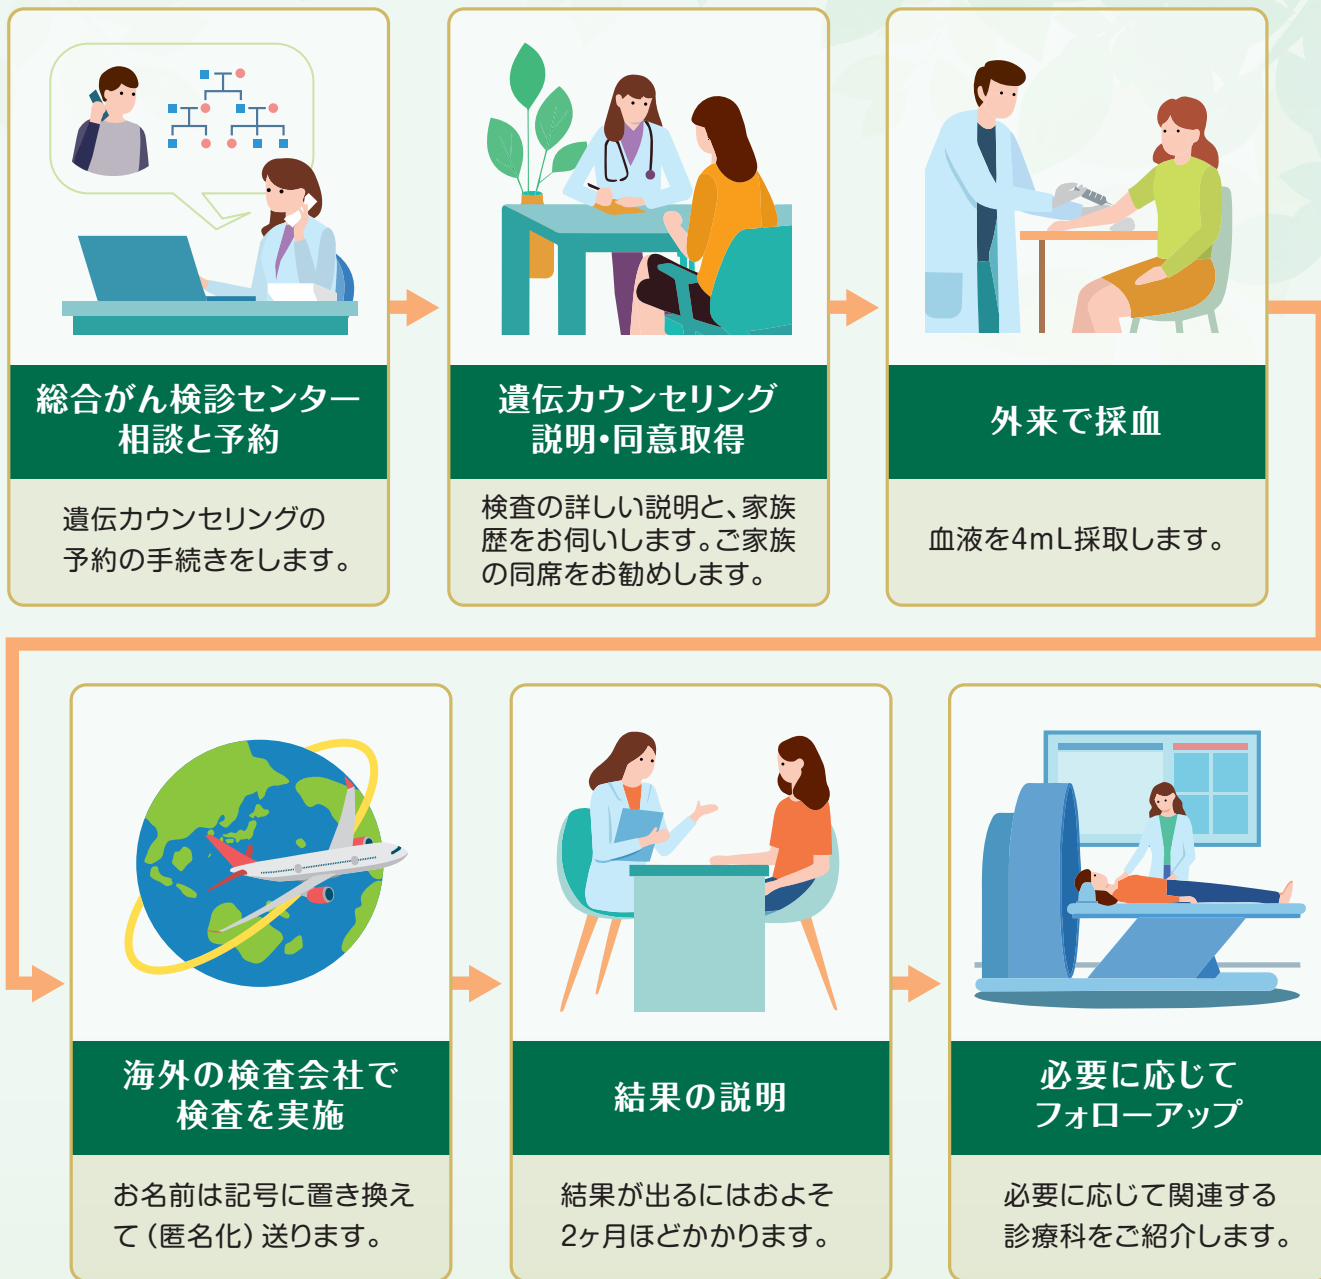 総合がん検診センター
相談と予約
遺伝カウンセリングの
予約の手続きをします。
遺伝カウンセリング
説明・同意取得
検査の詳しい説明と、家族
歴をお伺いします。ご家族
の同席をお勧めします。
外来で採血
血液を4mL採取します。
海外の検査会社で
検査を実施
お名前は記号に置き換え
て（匿名化）送ります。
結果の説明
結果が出るにはおよそ
2ヶ月ほどかかります。
必要に応じて
フォローアップ
必要に応じて関連する
診療科をご紹介します。